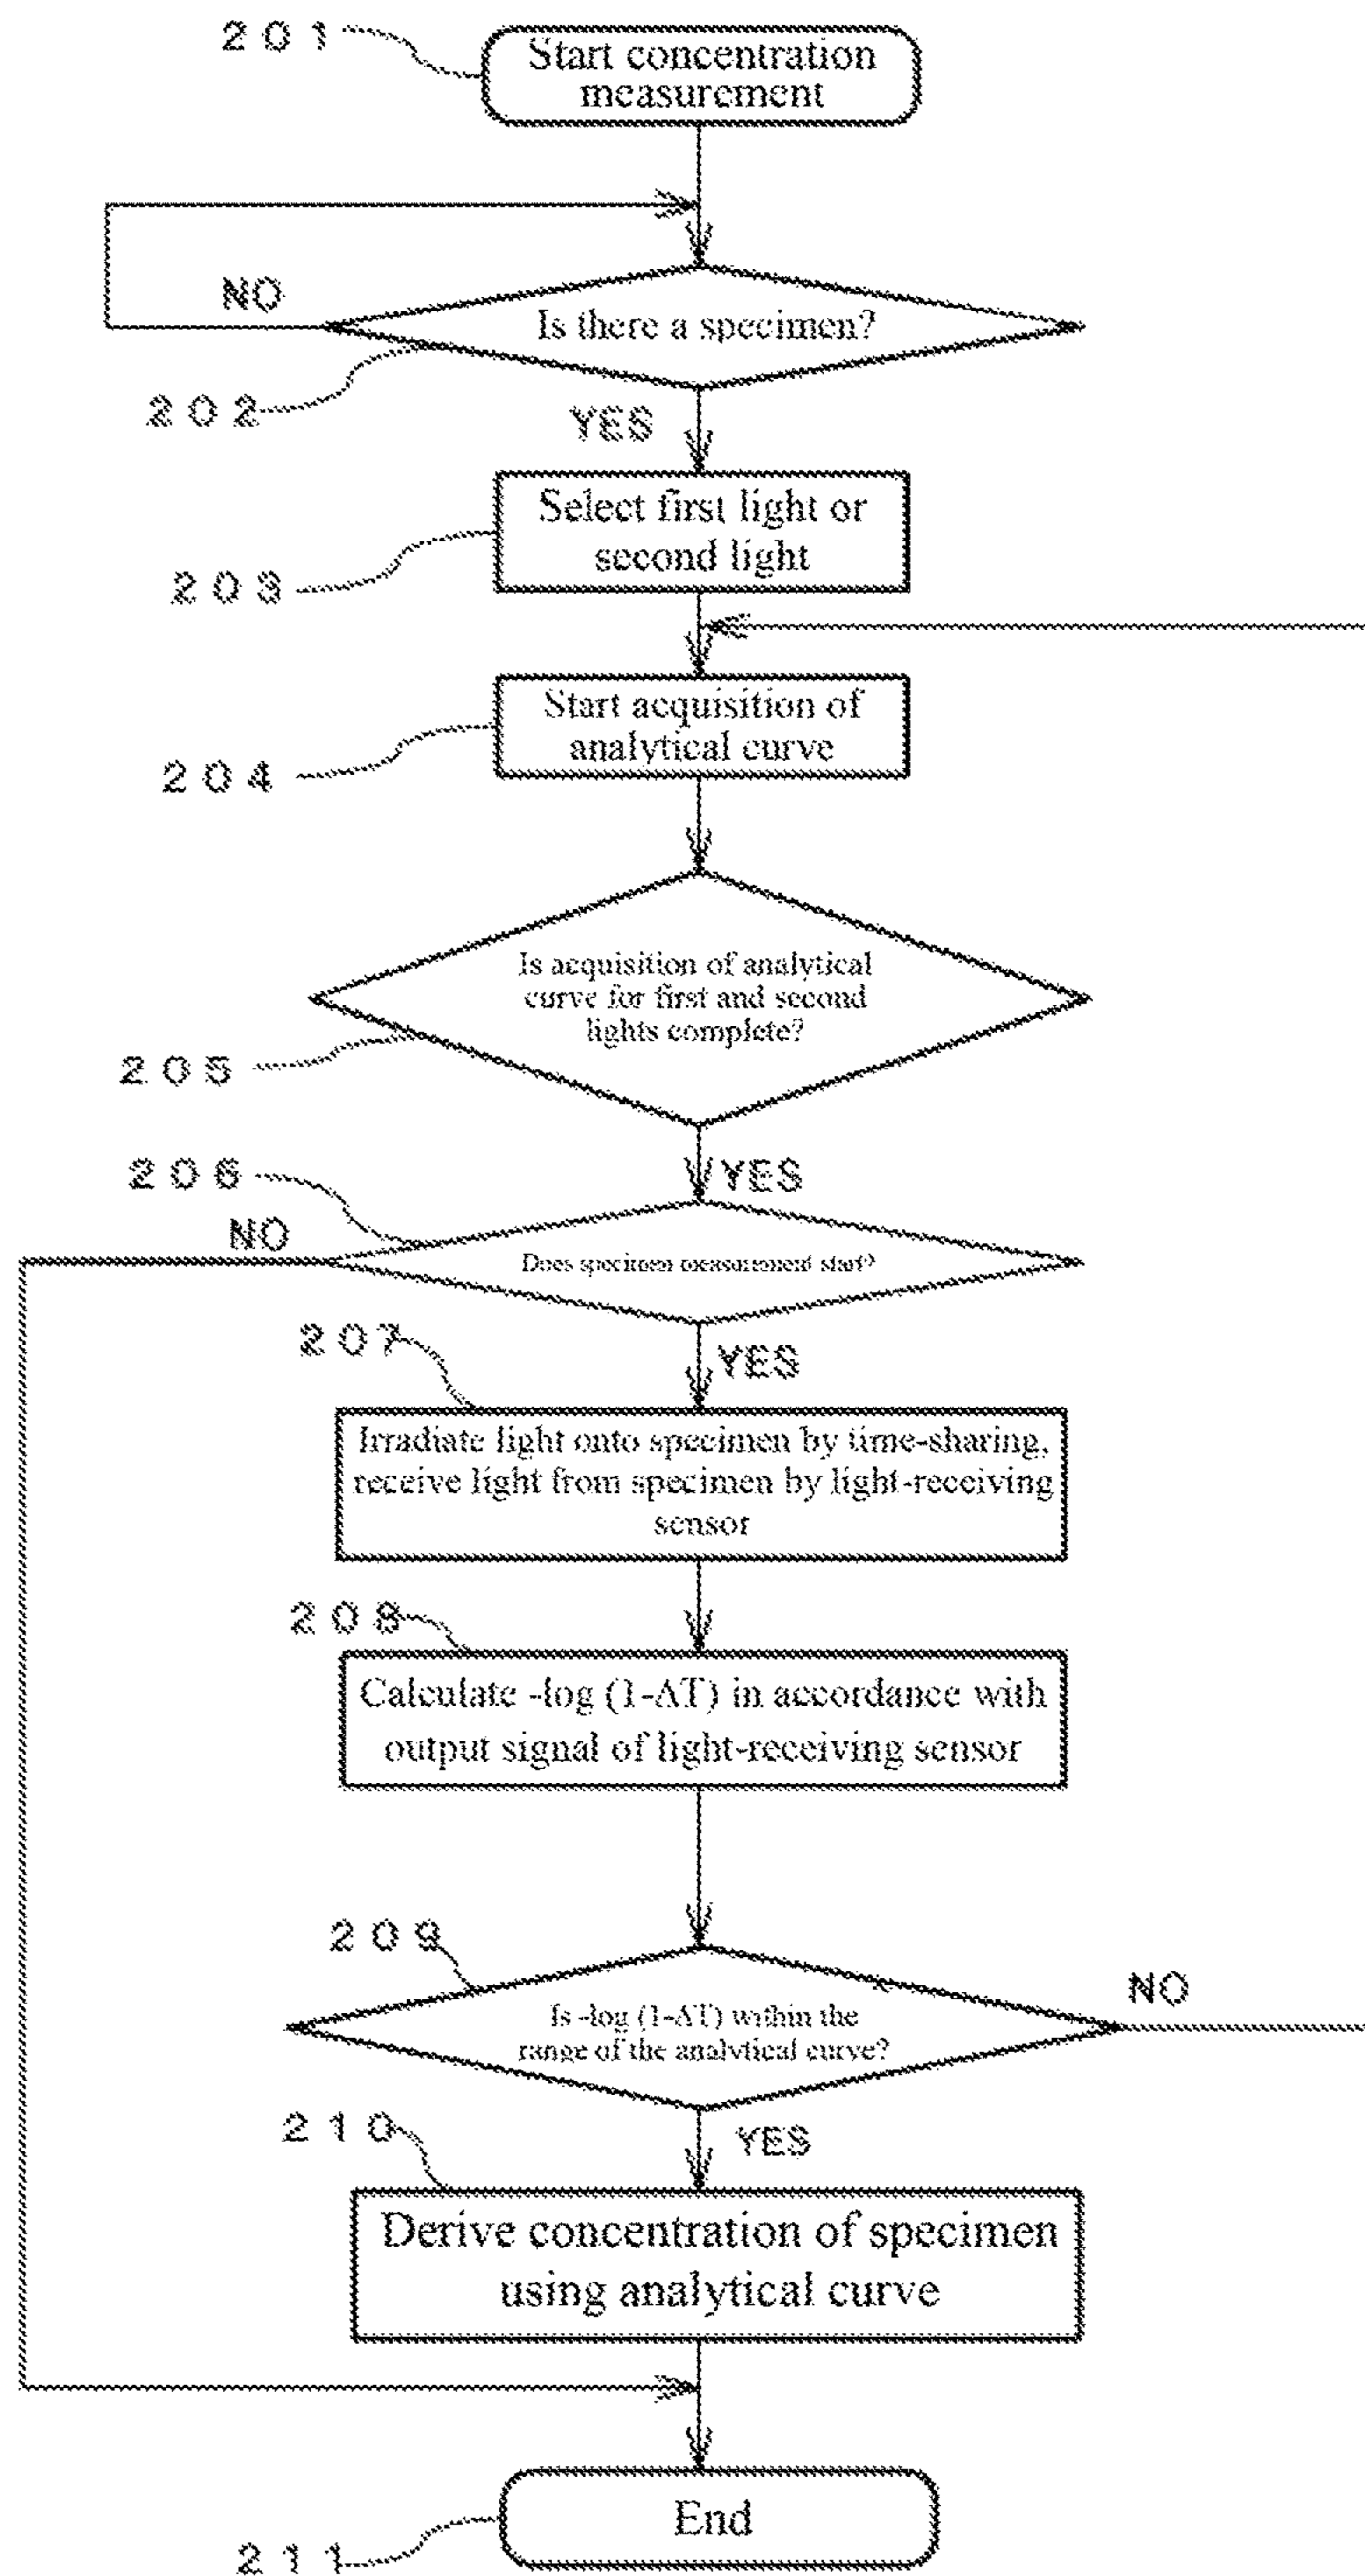 201
Start concentration
measurement
NO
Is there a specimen?
202
YES
Select first light or
second light
203
Start acquisition of
analytical curve
204
Is acquisition of analytical
curve for first and second
lights complete?
205
YES
206
NO
Does specimen measurement start?
207
YES
Irradiate light onto specimen by time-sharing,
receive light from specimen by light-receiving
sensor
208
Calculate -log (1-ΔT) in accordance with
output signal of light-receiving sensor
209
NO
Is -log (1-ΔT) within the
range of the analytical curve?
210
YES
Derive concentration of specimen
using analytical curve
End
211